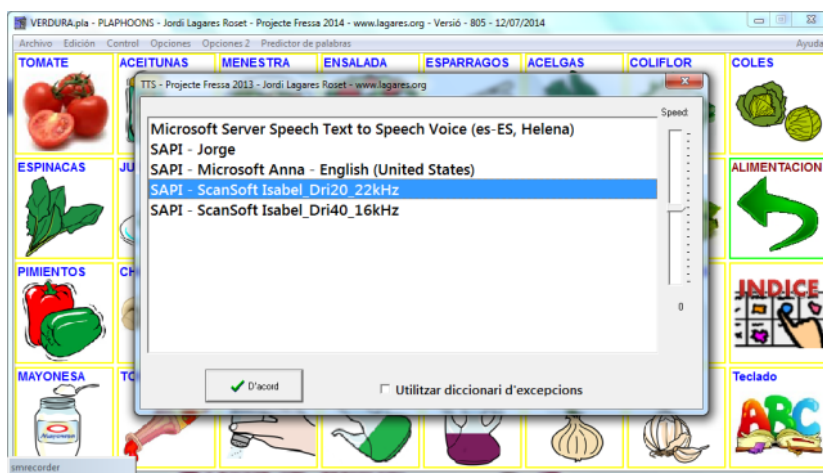 VERDURA.pla - PLAPHOONS - Jordi Lagares Roset - Projecte Fressa 2014 - www.lagares.org - Versió - 805 - 12/07/2014
Archivo Edición Control Opciones Opciones 2 Predictor de palabras Ayuda
TOMATE ACEITUNAS MENESTRA ENSALADA ESPARRAGOS ACELGAS COLIFLOR COLES
TTS - Projecte Fressa 2013 - Jordi Lagares Roset - www.lagares.org
Speed:
Microsoft Server Speech Text to Speech Voice (es-ES, Helena)
SAPI - Jorge
SAPI - Microsoft Anna - English (United States)
SAPI - ScanSoft Isabel_Dri20_22kHz
SAPI - ScanSoft Isabel_Dri40_16kHz
0
D'acord
Utilitzar diccionari d'excepcions
ESPINACAS JU ALIMENTACION
PIMIENTOS CH
INDICE
MAYONESA TO Teclado
Mayonesa
ABC
smrecorder